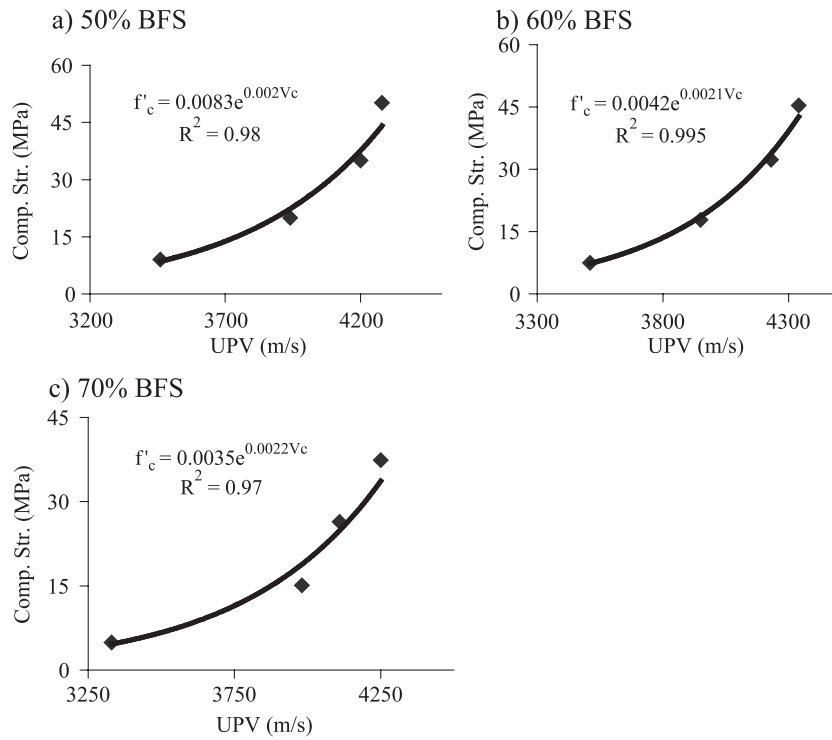 a) 50% BFS
60
45
30
15
0
Comp. Str. (MPa)
f'c = 0.0083e^0.002Vc
R^2 = 0.98
3200 3700 4200
UPV (m/s)
b) 60% BFS
60
45
30
15
0
Comp. Str. (MPa)
f'c = 0.0042e^0.0021Vc
R^2 = 0.995
3300 3800 4300
UPV (m/s)
c) 70% BFS
45
30
15
0
Comp. Str. (MPa)
f'c = 0.0035e^0.0022Vc
R^2 = 0.97
3250 3750 4250
UPV (m/s)